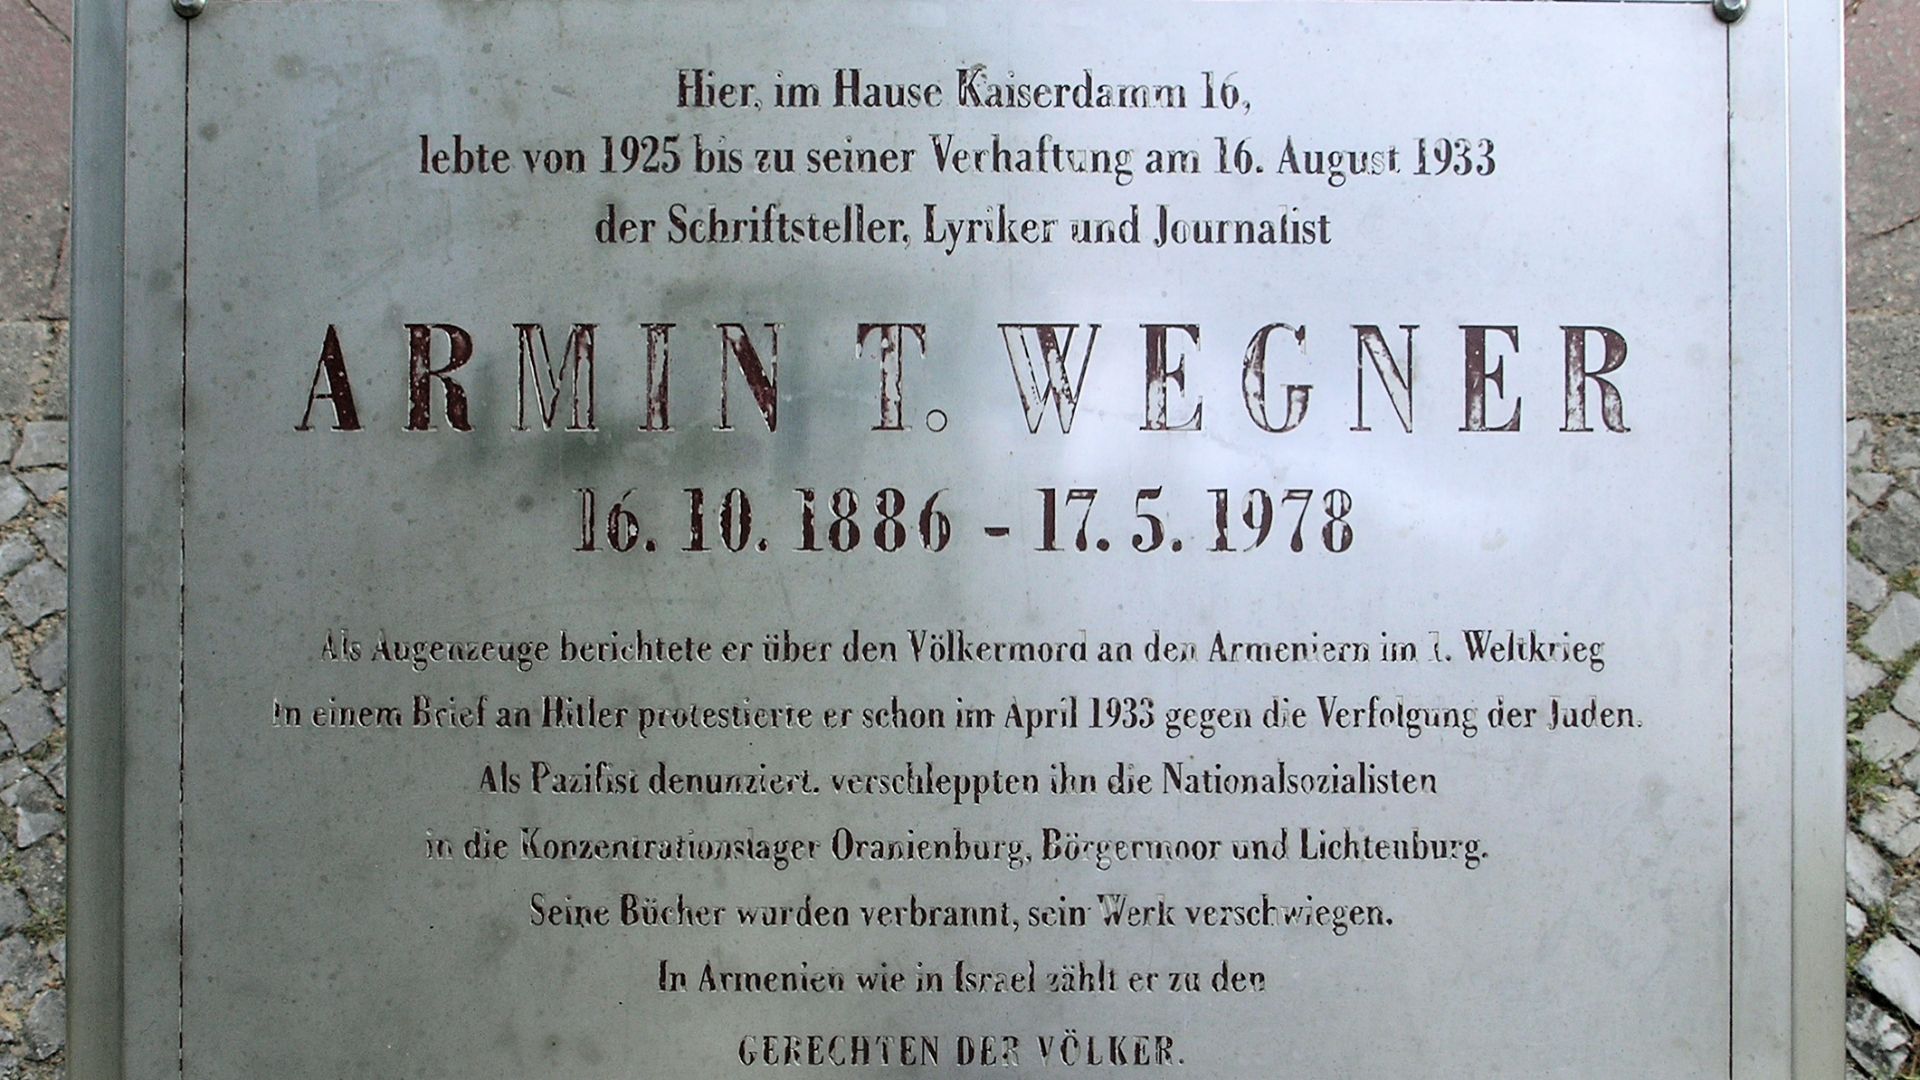 Hier, im Hause Kaiserdamm 16,
lebte von 1925 bis zu seiner Verhaftung am 16. August 1933
der Schriftsteller, Lyriker und Journalist
ARMIN T. WEGNER
16. 10. 1886 - 17. 5. 1978
Als Augenzeuge berichtete er über den Völkermord an den Armeniern im 1. Weltkrieg
In einem Brief an Hitler protestierte er schon im April 1933 gegen die Verfolgung der Juden.
Als Pazifist denunziert, verschleppten ihn die Nationalsozialisten
in die Konzentrationslager Oranienburg, Börgermoor und Lichtenburg.
Seine Bücher wurden verbrannt, sein Werk verschwiegen.
In Armenien wie in Israel zählt er zu den
GERECHTEN DER VÖLKER.